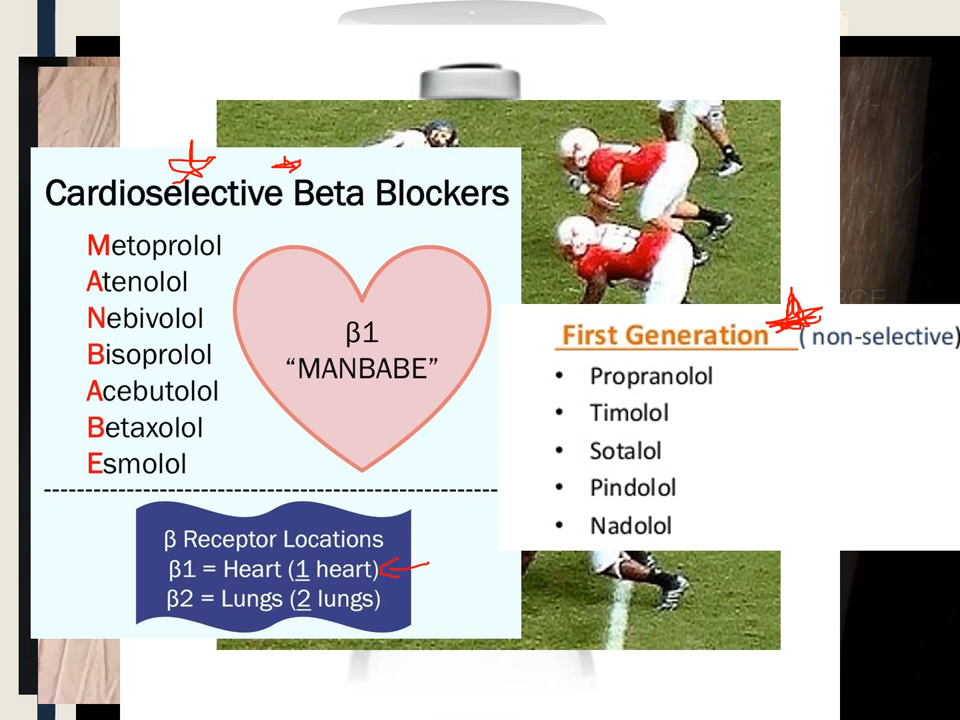 Cardioselective Beta Blockers
Metoprolol
Atenolol
Nebivolol
Bisoprolol
Acebutolol
Betaxolol
Esmolol
β1
“MANBABE”
β Receptor Locations
β1 = Heart (1 heart)
β2 = Lungs (2 lungs)
First Generation ( non-selective)
• Propranolol
• Timolol
• Sotalol
• Pindolol
• Nadolol